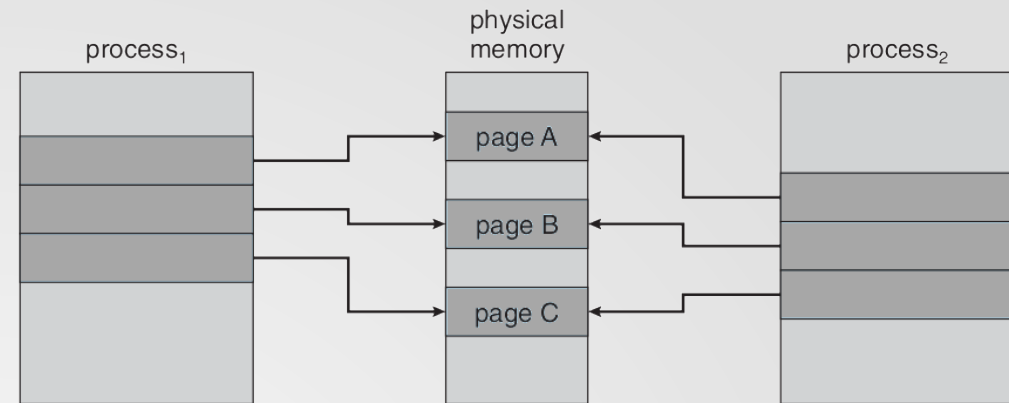 process₁
physical
memory
process₂
page A
page B
page C